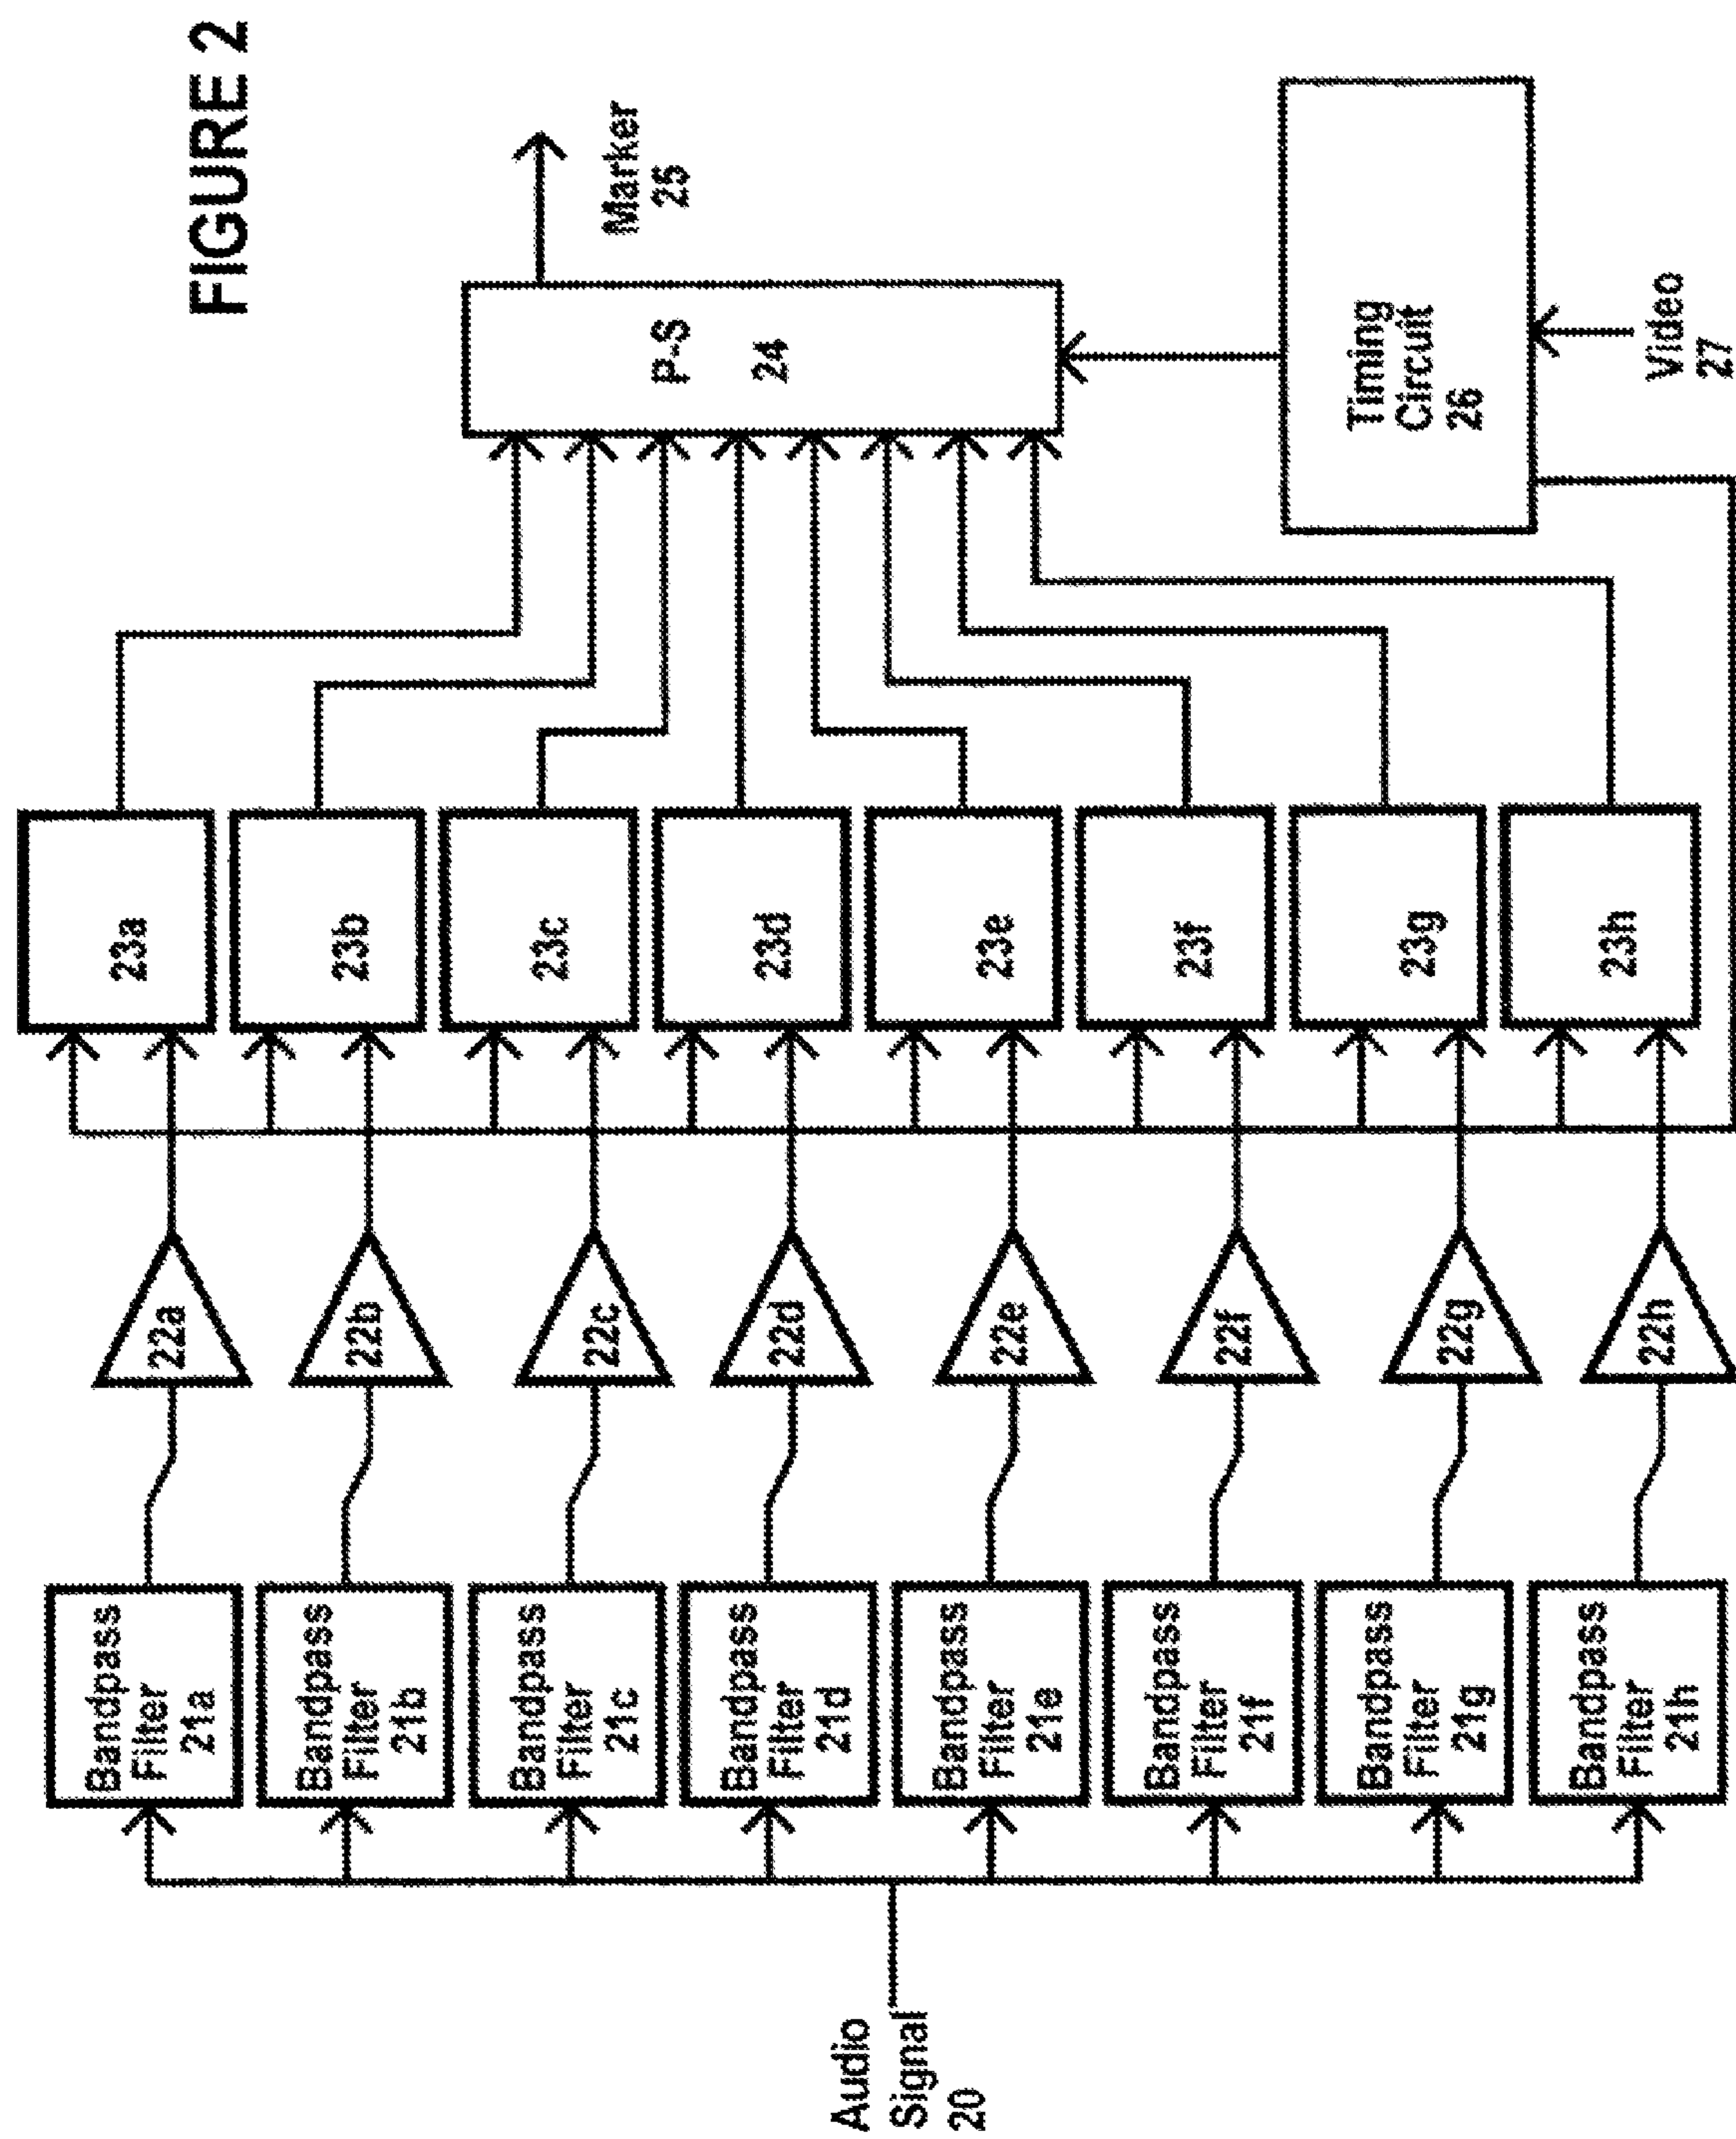 FIGURE 2
Audio
Signal
20
Bandpass
Filter
21a
Bandpass
Filter
21b
Bandpass
Filter
21c
Bandpass
Filter
21d
Bandpass
Filter
21e
Bandpass
Filter
21f
Bandpass
Filter
21g
Bandpass
Filter
21h
22a
22b
22c
22d
22e
22f
22g
22h
23a
23b
23c
23d
23e
23f
23g
23h
P-S
24
Marker
25
Timing
Circuit
26
Video
27